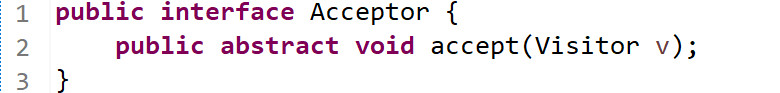 1 public interface Acceptor {
2     public abstract void accept(Visitor v);
3 }